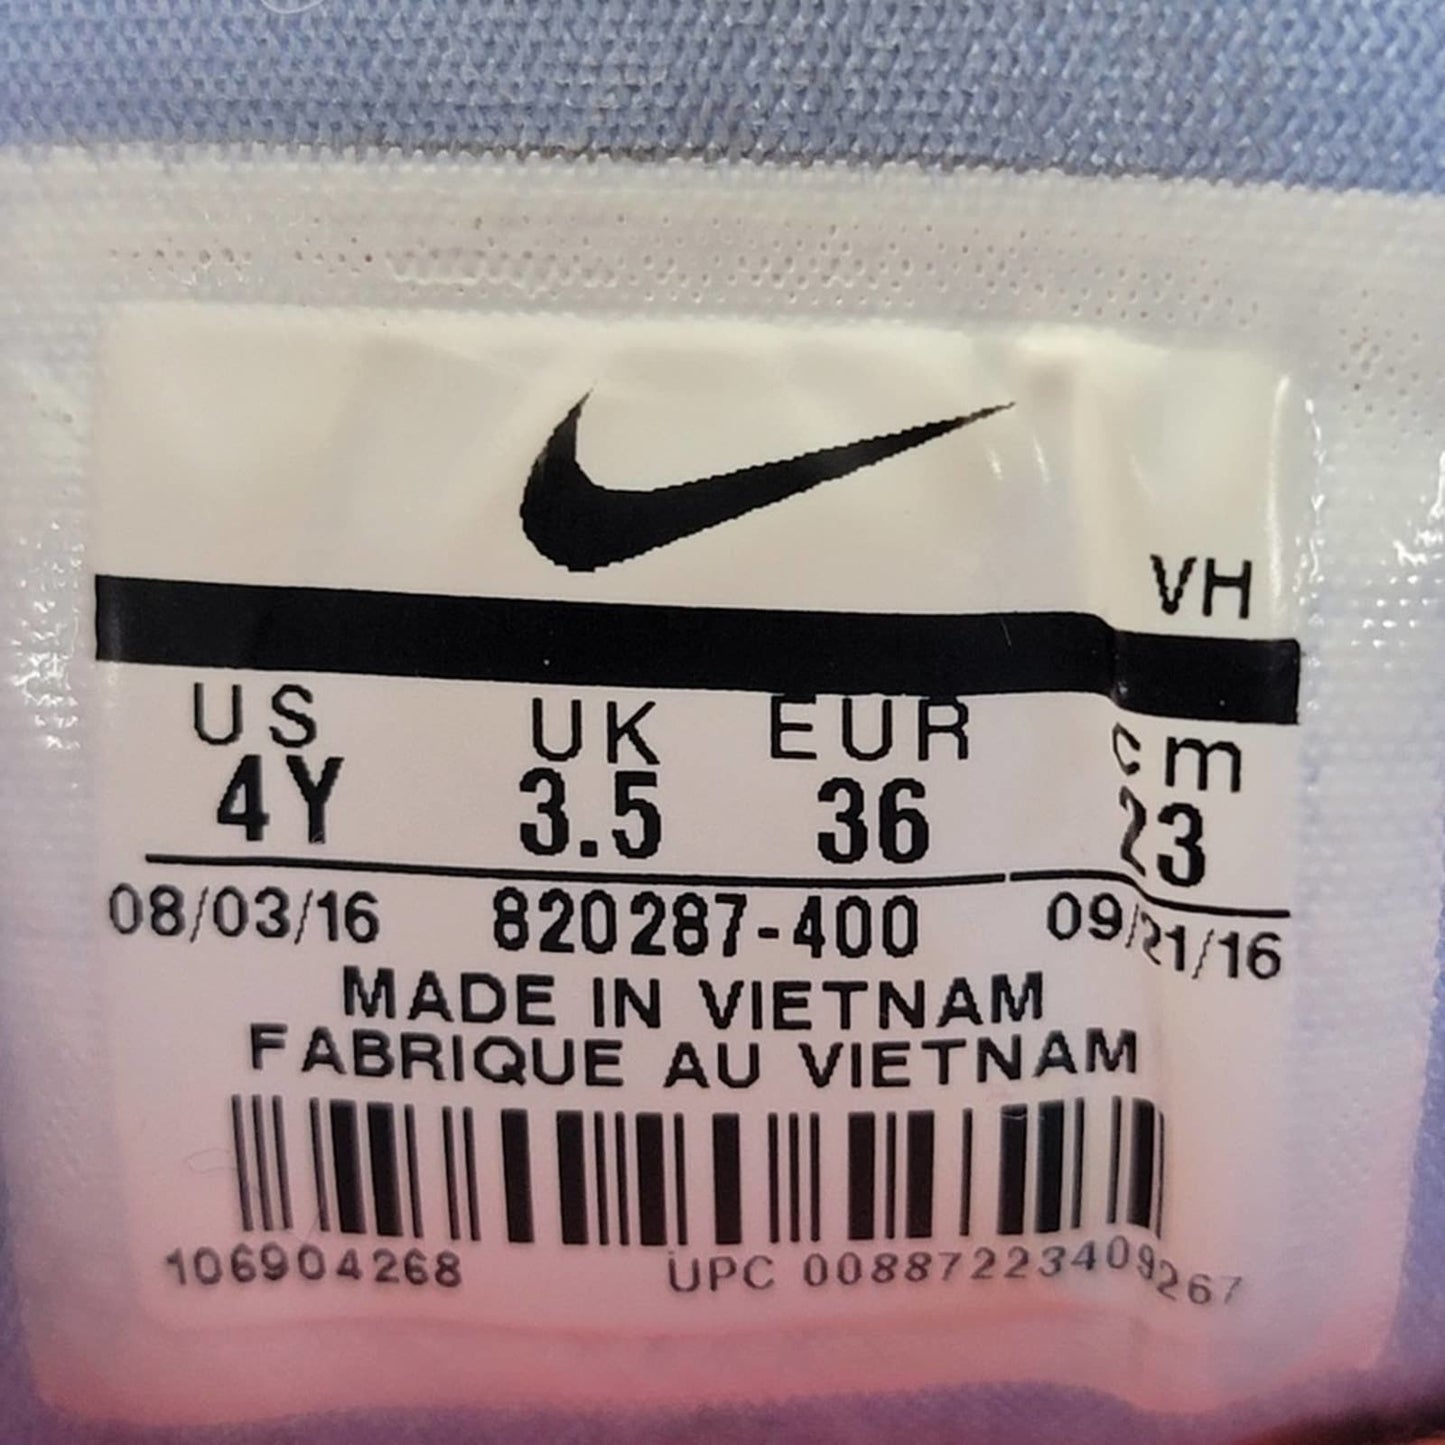 VH
US UK EUR cm
4Y 3.5 36 23
08/03/16 820287-400 09/21/16
MADE IN VIETNAM
FABRIQUE AU VIETNAM
106904268 UPC 00887223409267